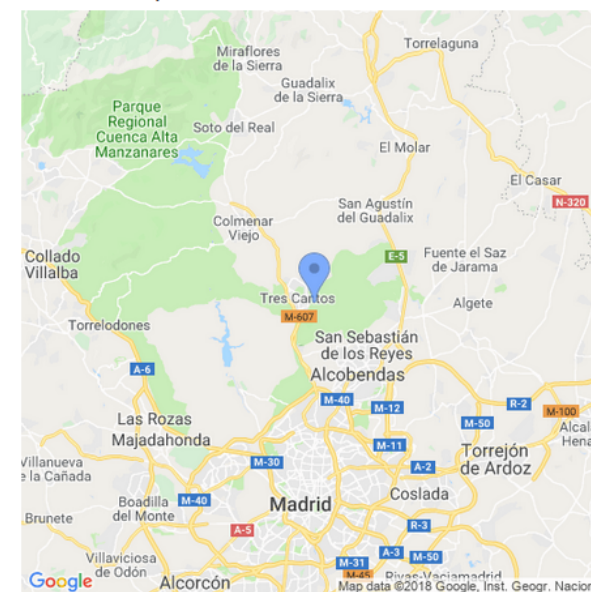 Miraflores
de la Sierra
Torrelaguna
Guadalix
de la Sierra
Parque
Regional
Cuenca Alta
Manzanares
Soto del Real
El Molar
El Casar
N-320
San Agustín
del Guadalix
Colmenar
Viejo
Collado
Villalba
E-5
Fuente el Saz
de Jarama
Tres Cantos
Algete
M-607
Torrelodones
San Sebastián
de los Reyes
A-6
Alcobendas
M-40
M-12
R-2
M-100
Las Rozas
Majadahonda
M-50
Alcal
Hena
M-11
Torrejón
de Ardoz
Villanueva
e la Cañada
M-30
A-2
Boadilla
del Monte
M-40
Madrid
Coslada
Brunete
A-5
R-3
Villaviciosa
de Odón
A-3
M-50
M-31
M-45
Rivas-Vaciamadrid
Alcorcón
Google
Map data ©2018 Google, Inst. Geogr. Nacion